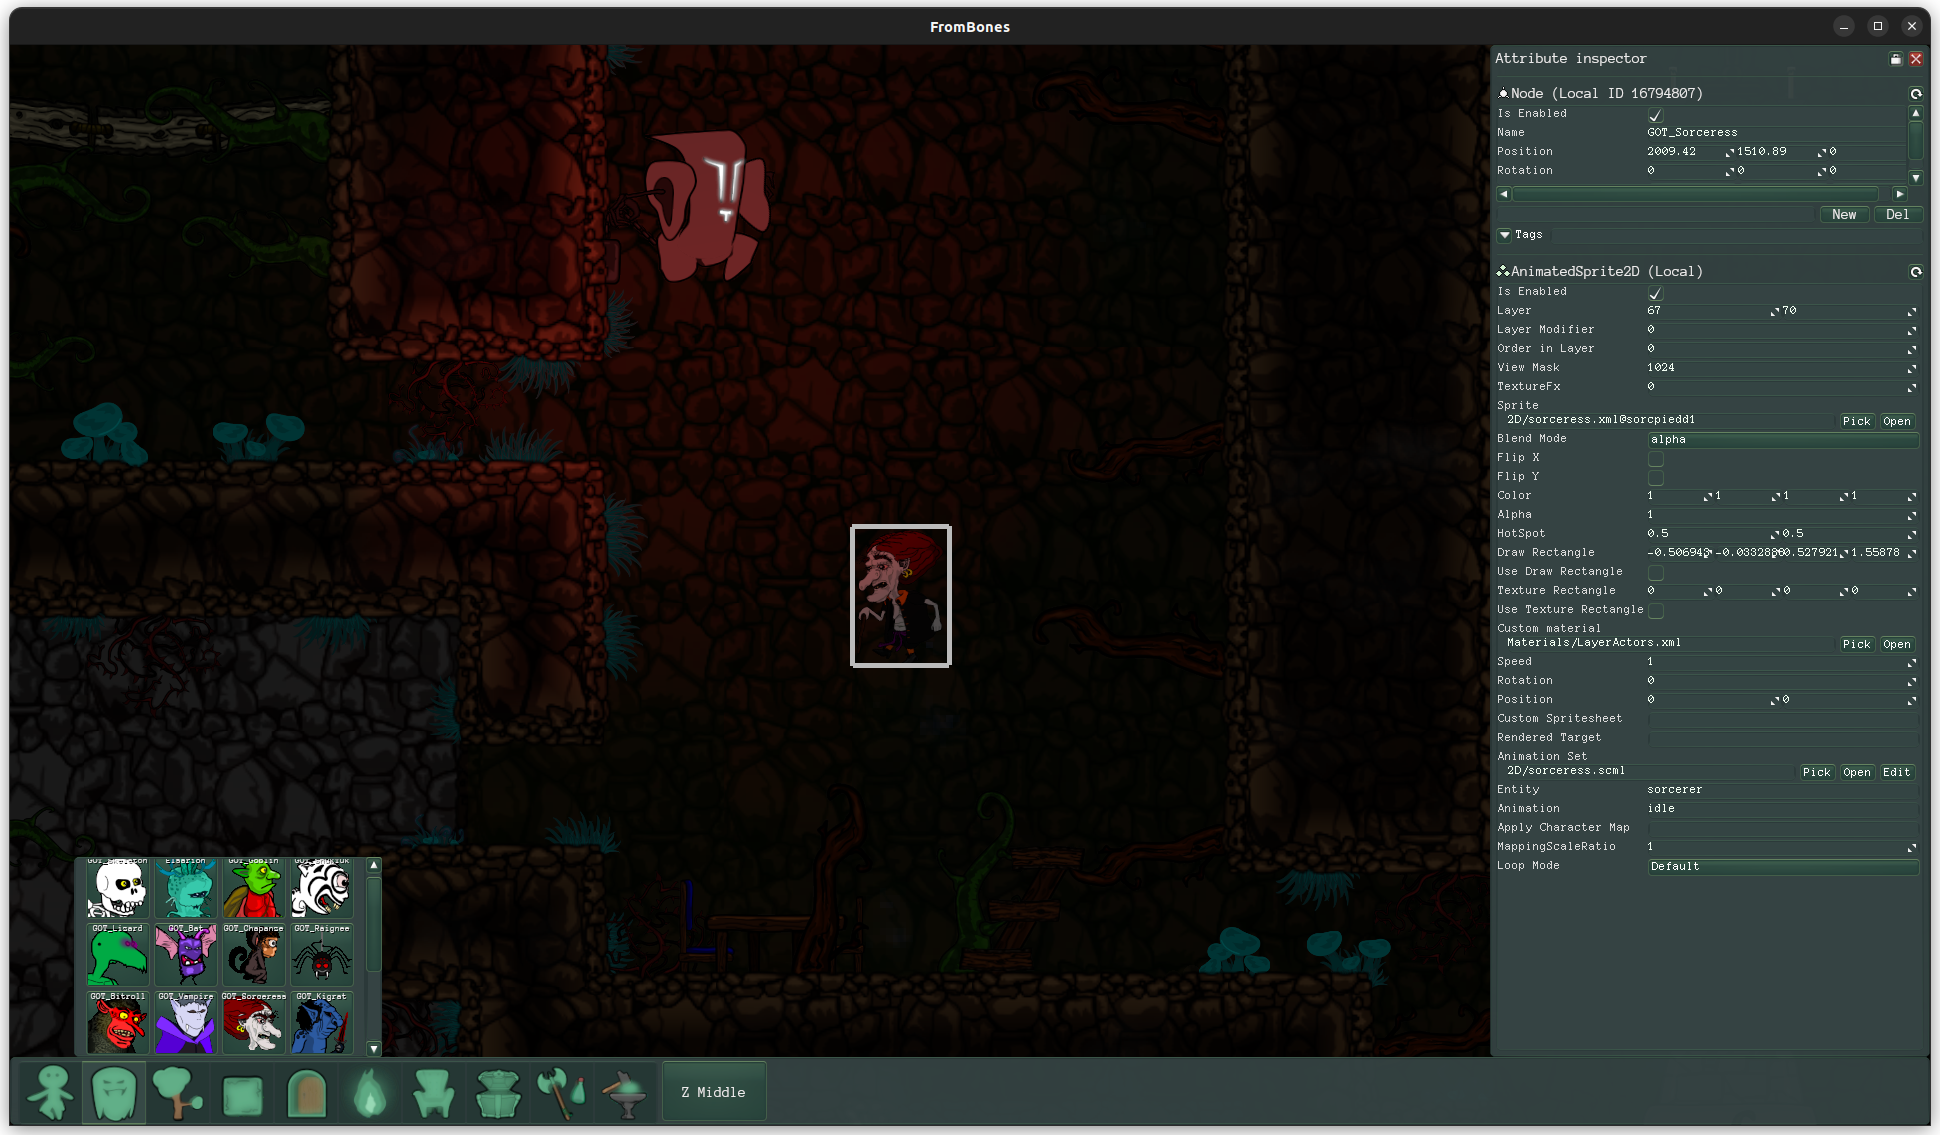 FromBones
Attribute inspector
Node (Local ID 16794807)
Is Enabled
Name GOT_Sorceress
Position 2009.42 1510.89 0
Rotation 0 0 0
New Del
Tags
AnimatedSprite2D (Local)
Is Enabled
Layer 67 70
Layer Modifier 0
Order in Layer 0
View Mask 1024
TextureFx 0
Sprite
2D/sorceress.xml@sorcpiedd1 Pick Open
Blend Mode alpha
Flip X
Flip Y
Color 1 1 1 1
Alpha 1
HotSpot 0.5 0.5
Draw Rectangle 1.55878
Use Draw Rectangle
Texture Rectangle 0 0 0 0
Use Texture Rectangle
Custom material
Materials/LayerActors.xml Pick Open
Speed 1
Rotation 0
Position 0 0
Custom Spritesheet
Rendered Target
Animation Set
2D/sorceress.scml Pick Open Edit
Entity sorcerer
Animation idle
Apply Character Map
MappingScaleRatio 1
Loop Mode Default
GOT_Lizard GOT_Bat GOT_Chapanze GOT_Raignee
GOT_Bitroll GOT_Vampire GOT_Sorceress GOT_Kigrat
Z Middle